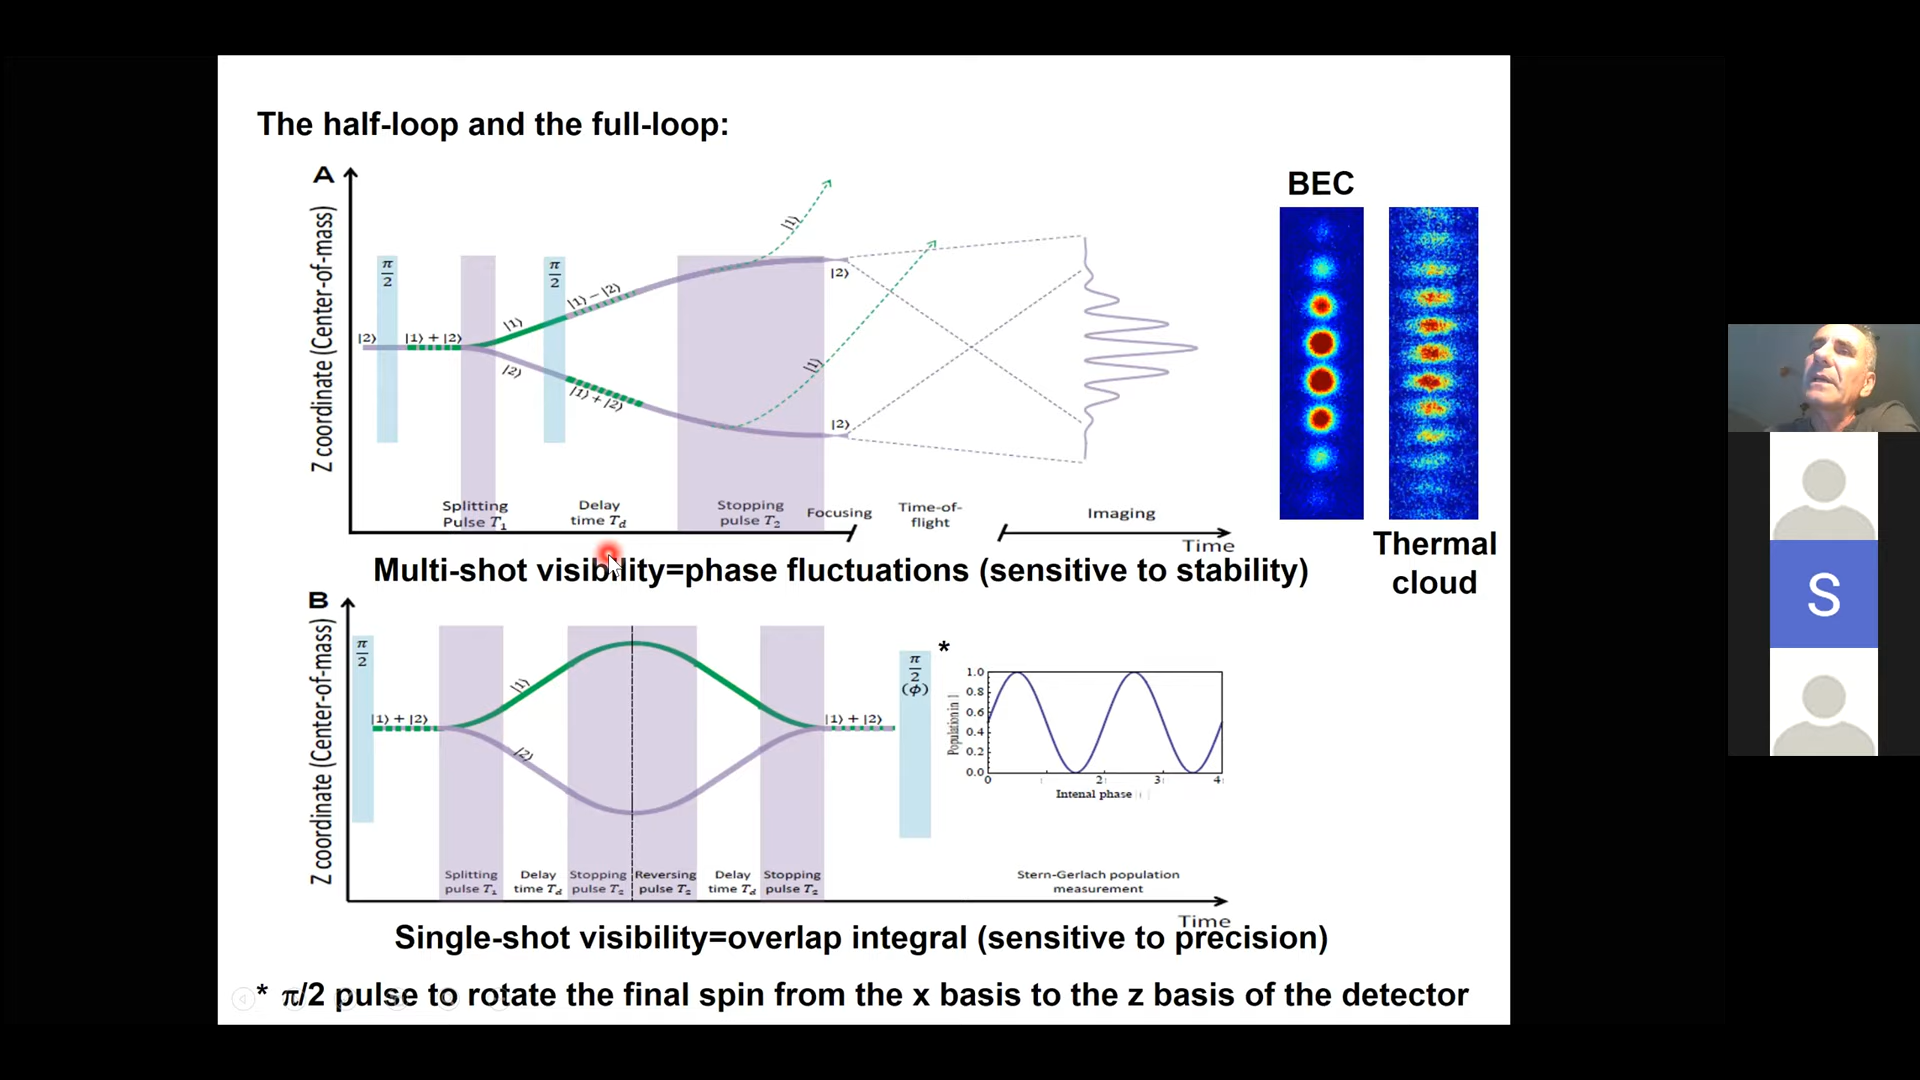 The half-loop and the full-loop:
A
Z coordinate (Center-of-mass)
π/2
π/2
|2⟩
|1⟩ + |2⟩
|1⟩
|2⟩
|1⟩ − |2⟩
|1⟩ + |2⟩
|1⟩
|1⟩
|2⟩
|2⟩
Splitting
Pulse T₁
Delay
time T_d
Stopping
pulse T₂
Focusing
Time-of-
flight
Imaging
Time
BEC
Thermal
cloud
Multi-shot visibility=phase fluctuations (sensitive to stability)
B
Z coordinate (Center-of-mass)
π/2
|1⟩ + |2⟩
|1⟩
|2⟩
|1⟩ + |2⟩
π/2
(ϕ)
*
Splitting
pulse T₁
Delay
time T_d
Stopping
pulse T₂
Reversing
pulse T₂
Delay
time T_d
Stopping
pulse T₂
1.0
0.8
0.6
0.4
0.2
0.0
0
Intenal phase
Stern-Gerlach population
measurement
Time
Single-shot visibility=overlap integral (sensitive to precision)
* π/2 pulse to rotate the final spin from the x basis to the z basis of the detector
S